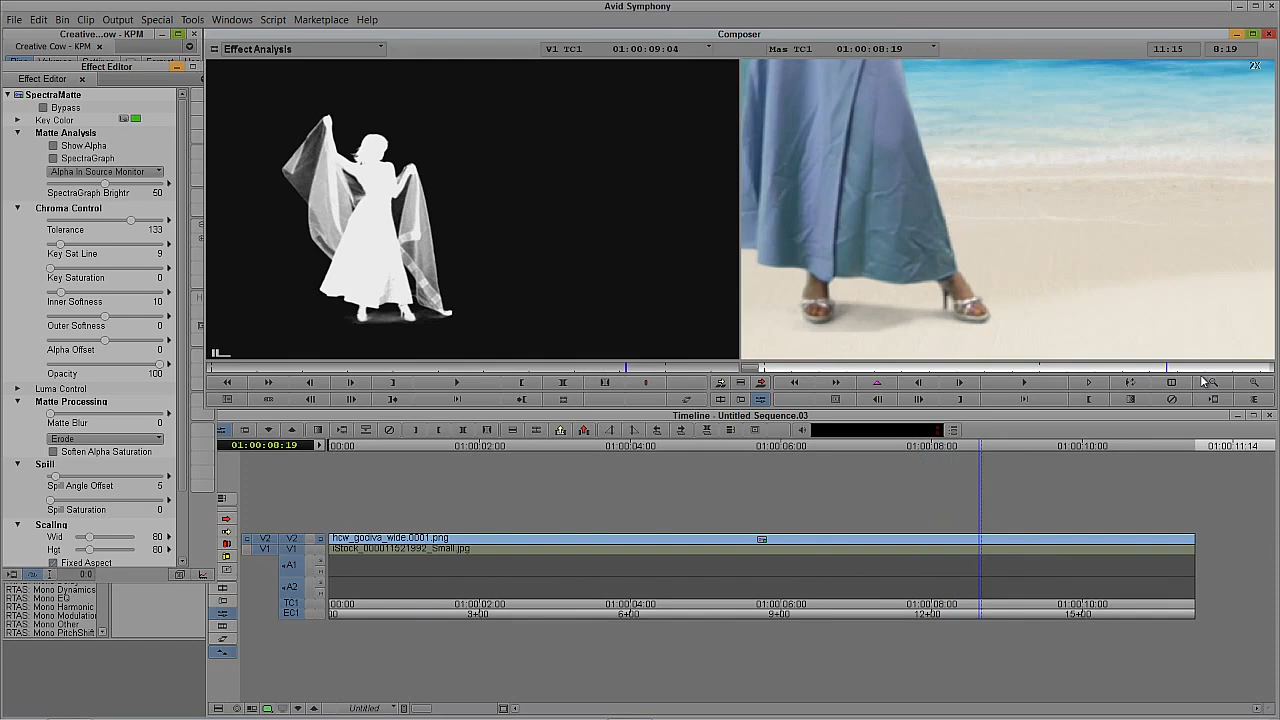 Avid Symphony
File Edit Bin Clip Output Special Tools Windows Script Marketplace Help
Creative...ow - KPM
Creative Cow - KPM
Composer
Effect Editor
Effect Editor
Effect Analysis
V1 TC1 01:00:09:04
Mas TC1 01:00:08:19
11:15
8:19
2X
SpectraMatte
Bypass
Key Color
Matte Analysis
Show Alpha
SpectraGraph
Alpha In Source Monitor
SpectraGraph Brightr 50
Chroma Control
Tolerance 133
Key Sat Line 9
Key Saturation 0
Inner Softness 10
Outer Softness 0
Alpha Offset 0
Opacity 100
Luma Control
Matte Processing
Matte Blur 0
Erode
Soften Alpha Saturation
Spill
Spill Angle Offset 5
Spill Saturation 0
Scaling
Wid 80
Hgt 80
Fixed Aspect
0:0
RTAS: Mono Dynamics
RTAS: Mono EQ
RTAS: Mono Harmonic
RTAS: Mono Modulation
RTAS: Mono Other
RTAS: Mono PitchShift
Timeline - Untitled Sequence.03
01:00:08:19
00:00 01:00:02:00 01:00:04:00 01:00:06:00 01:00:08:00 01:00:10:00 01:00:11:14
V2 V2 hcw_godiva_wide.0001.png
V1 V1 iStock_000011521992_Small.jpg
A1
A2
TC1 00:00 01:00:02:00 01:00:04:00 01:00:06:00 01:00:08:00 01:00:10:00
EC1 00 3+00 6+00 9+00 12+00 15+00
Untitled